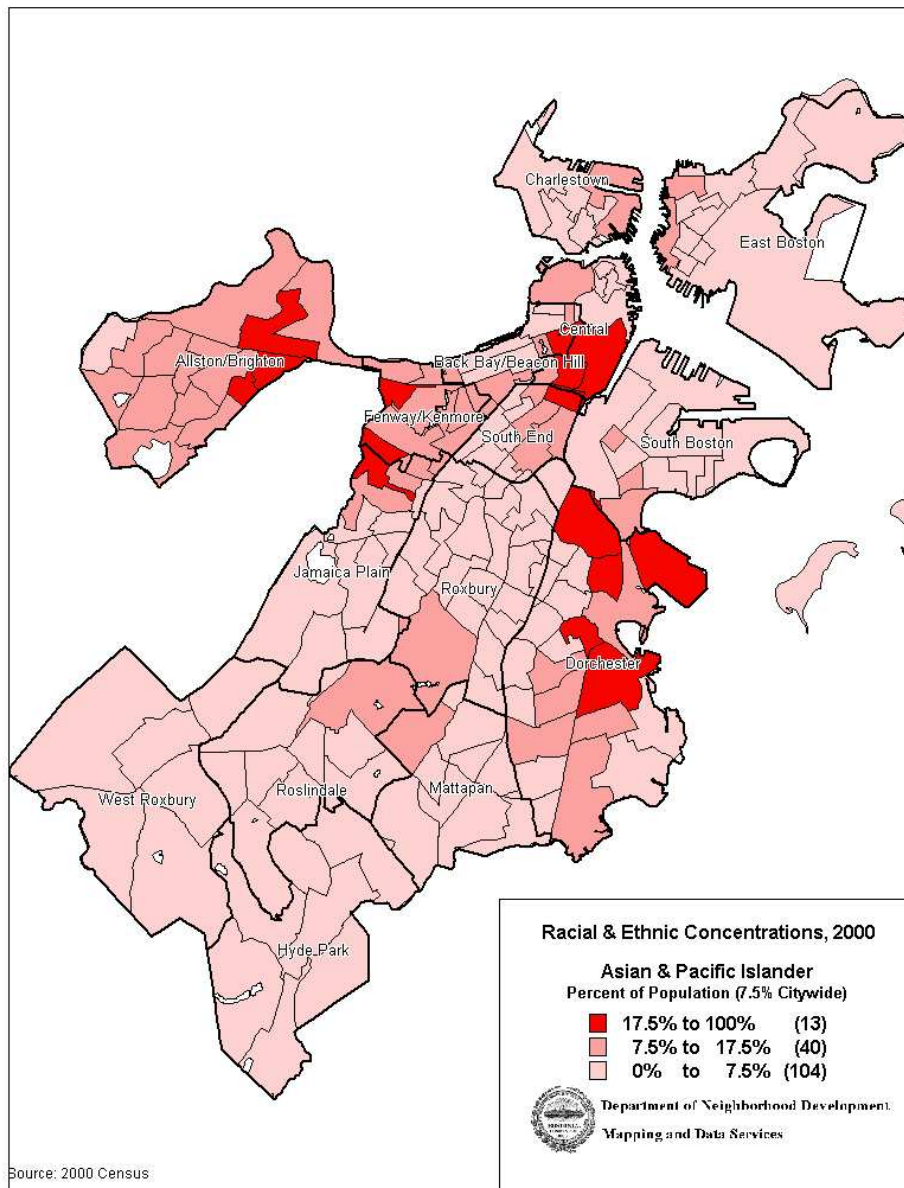 Charlestown
East Boston
Central
Allston/Brighton
Back Bay/Beacon Hill
Fenway/Kenmore
South End
South Boston
Jamaica Plain
Roxbury
Dorchester
West Roxbury
Roslindale
Mattapan
Hyde Park
Racial & Ethnic Concentrations, 2000
Asian & Pacific Islander
Percent of Population (7.5% Citywide)
17.5% to 100% (13)
7.5% to 17.5% (40)
0% to 7.5% (104)
Department of Neighborhood Development
Mapping and Data Services
Source: 2000 Census